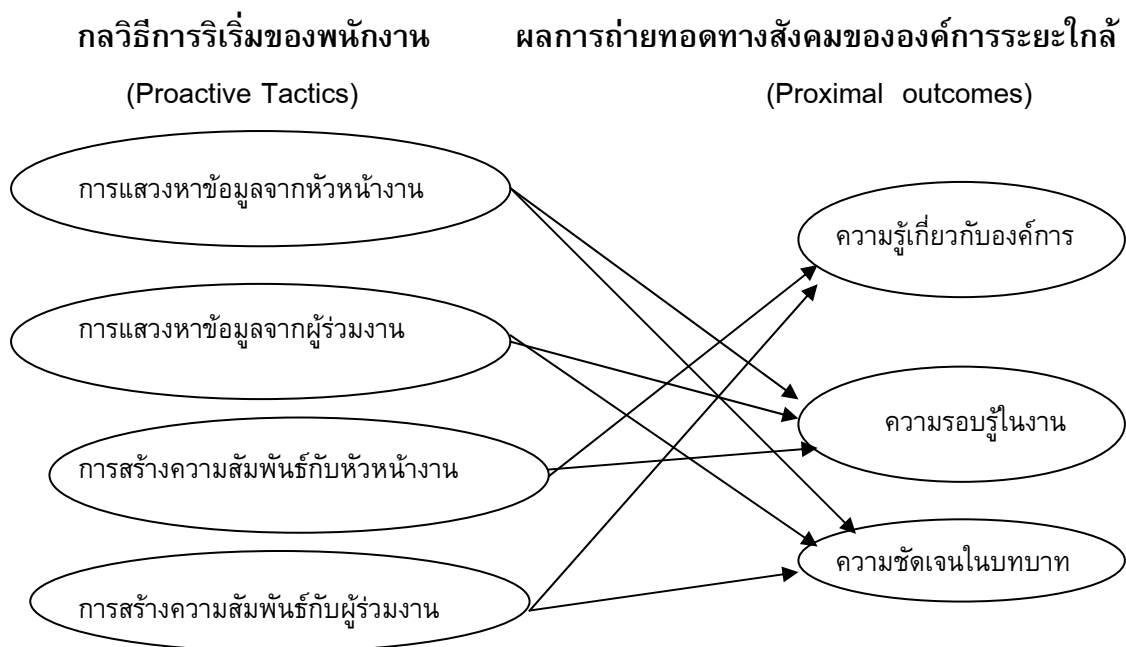 กลวิธีการริเริ่มของพนักงาน
(Proactive Tactics)
การแสวงหาข้อมูลจากหัวหน้างาน
การแสวงหาข้อมูลจากผู้ร่วมงาน
การสร้างความสัมพันธ์กับหัวหน้างาน
การสร้างความสัมพันธ์กับผู้ร่วมงาน
ผลการถ่ายทอดทางสังคมขององค์การระยะใกล้
(Proximal outcomes)
ความรู้เกี่ยวกับองค์การ
ความรอบรู้ในงาน
ความชัดเจนในบทบาท